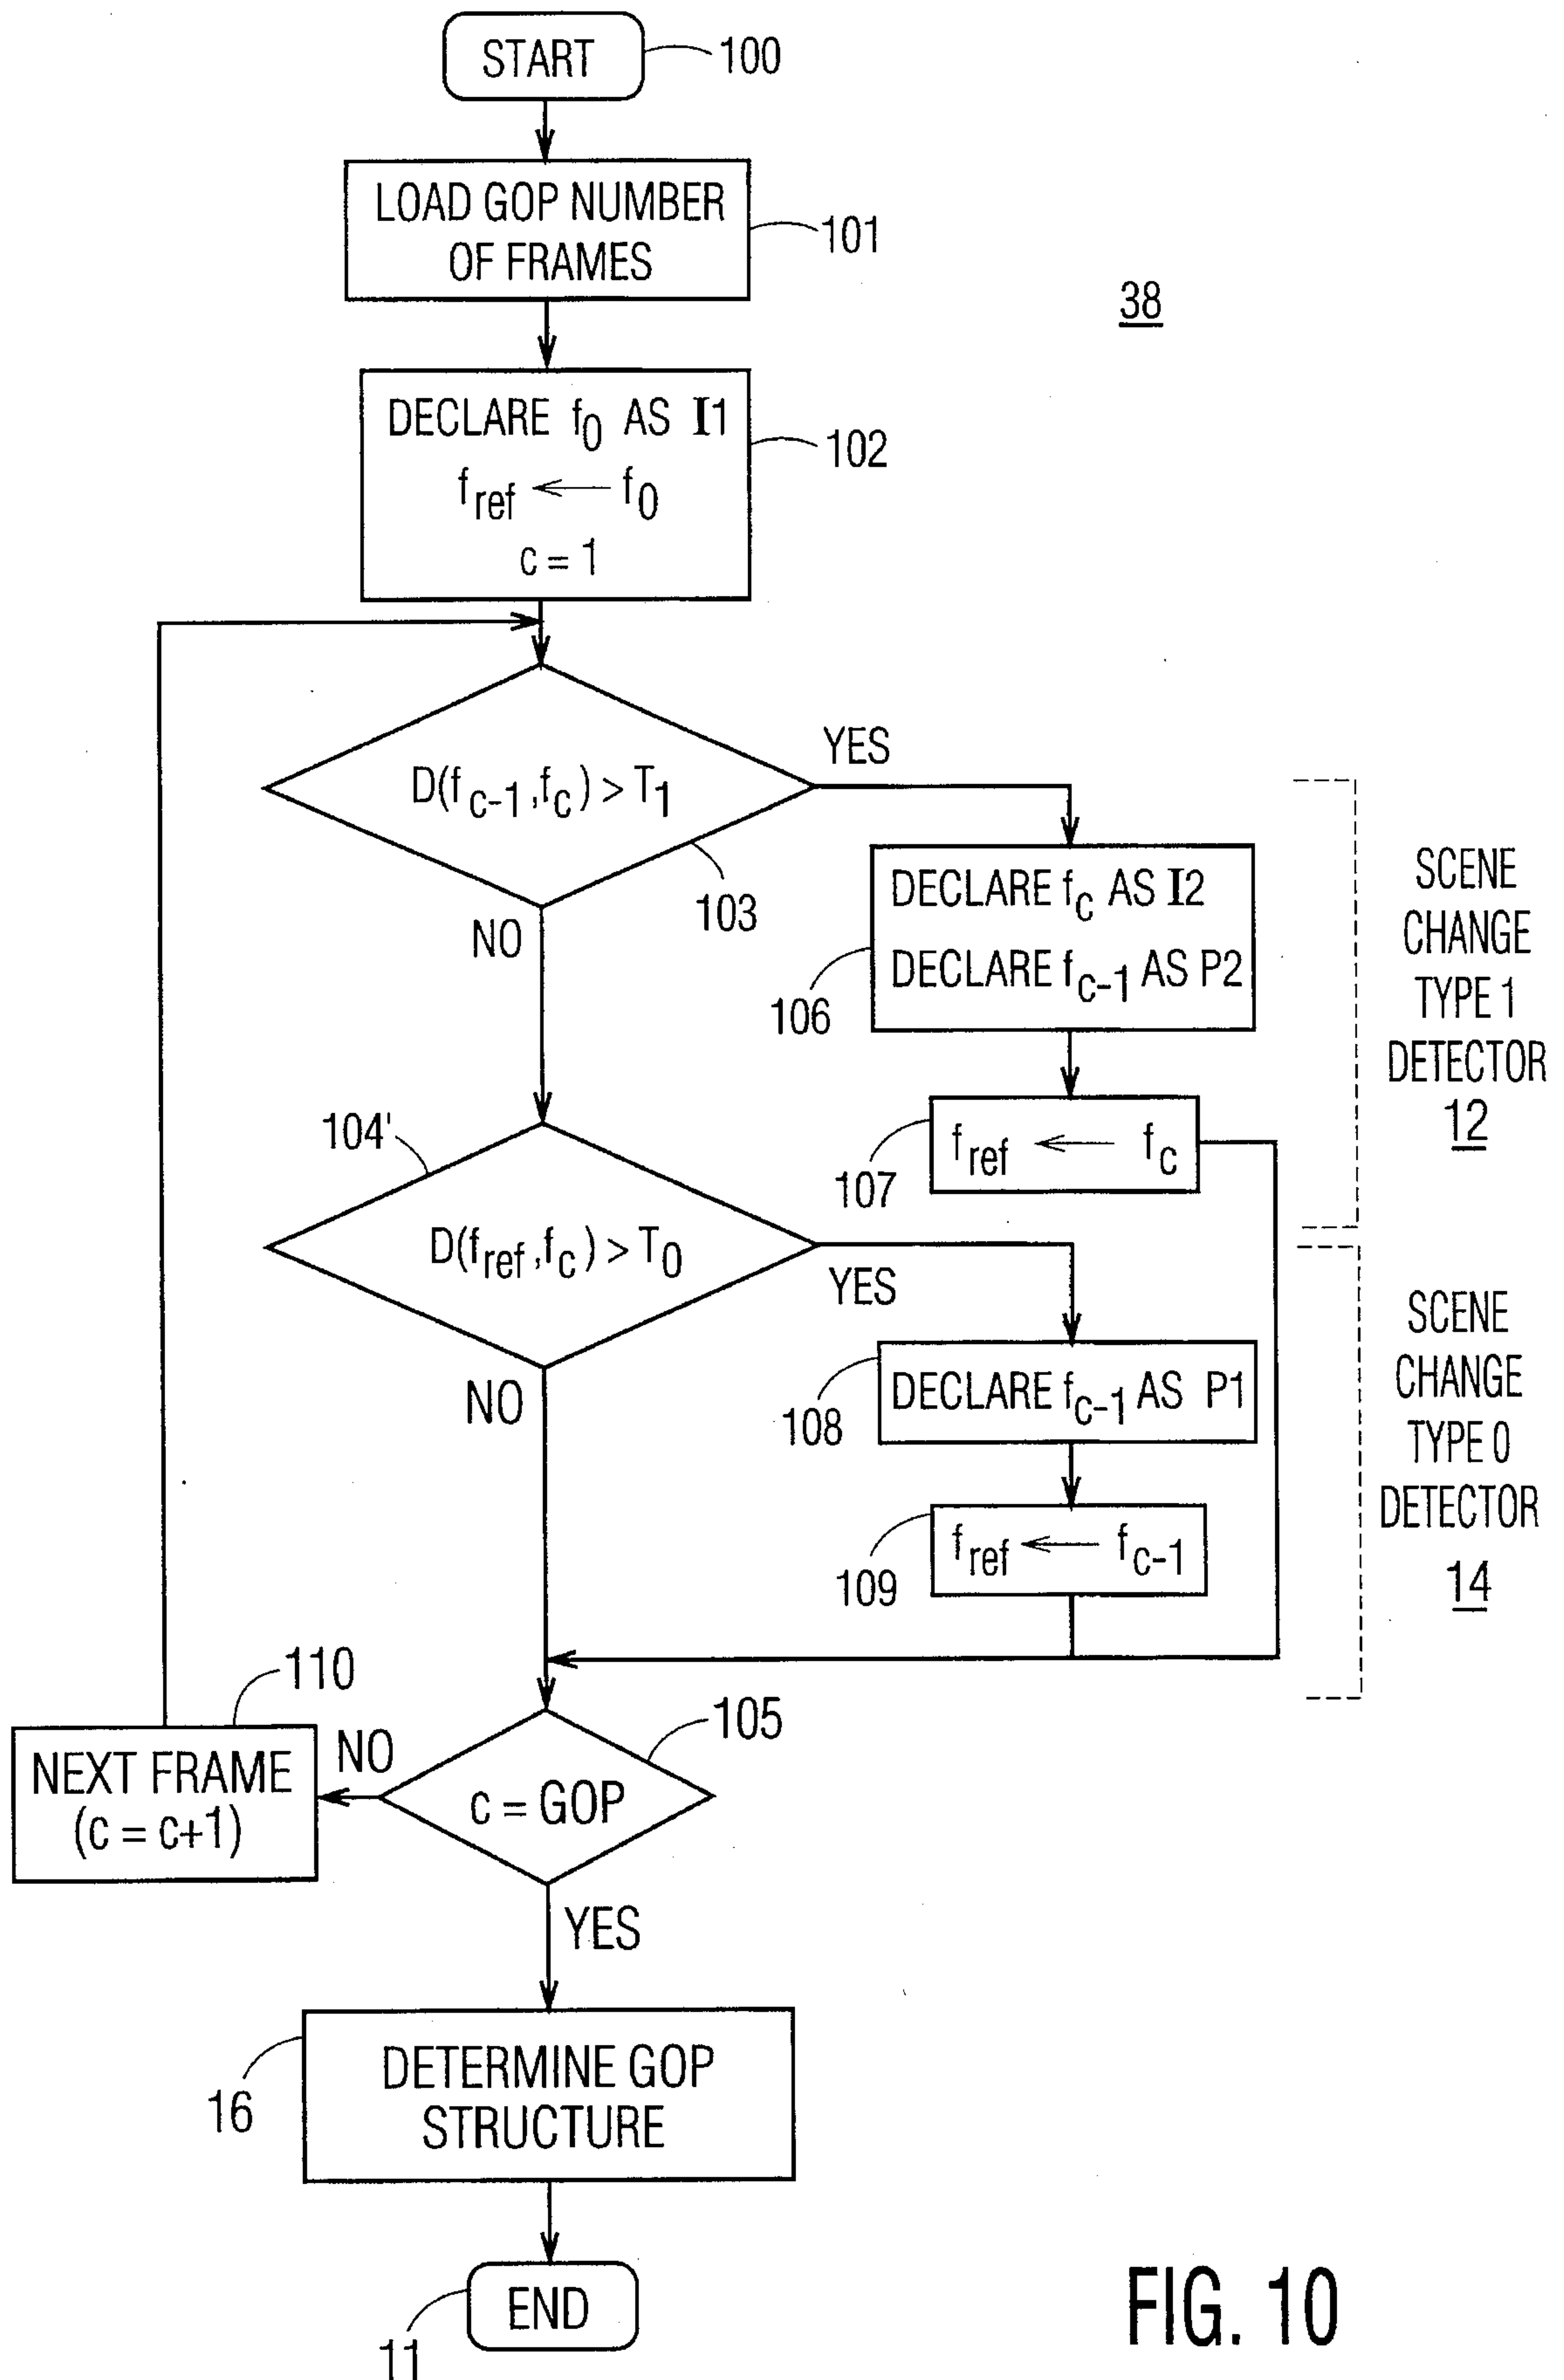 START
100
LOAD GOP NUMBER
OF FRAMES
101
38
DECLARE f0 AS I1
fref ← f0
c = 1
102
D(fc-1,fc) > T1
YES
103
NO
DECLARE fc AS I2
DECLARE fc-1 AS P2
106
SCENE
CHANGE
TYPE 1
DETECTOR
12
fref ← fc
107
104'
D(fref,fc) > T0
YES
NO
DECLARE fc-1 AS P1
108
SCENE
CHANGE
TYPE 0
DETECTOR
14
fref ← fc-1
109
110
NEXT FRAME
(c = c+1)
NO
105
c = GOP
YES
DETERMINE GOP
STRUCTURE
16
END
11
FIG. 10